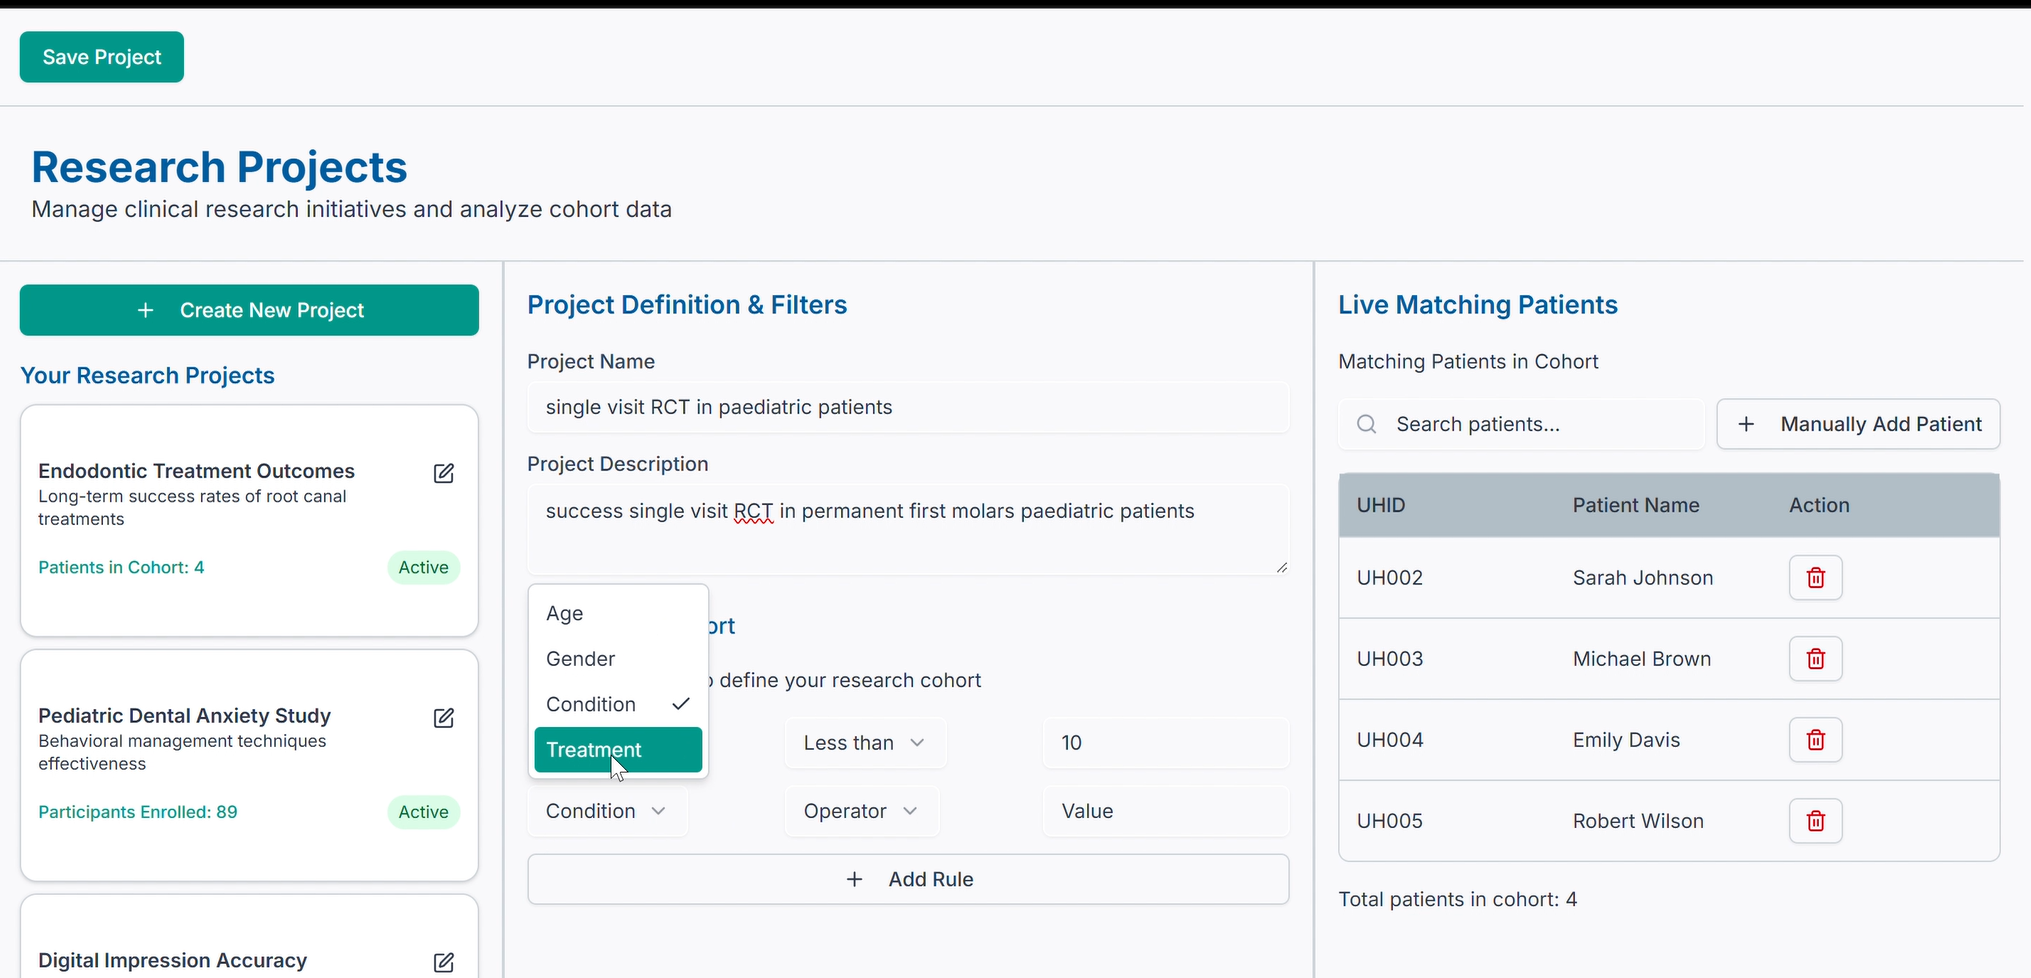 Save Project
Research Projects
Manage clinical research initiatives and analyze cohort data
+ Create New Project
Your Research Projects
Endodontic Treatment Outcomes
Long-term success rates of root canal
treatments
Patients in Cohort: 4
Active
Pediatric Dental Anxiety Study
Behavioral management techniques
effectiveness
Participants Enrolled: 89
Active
Digital Impression Accuracy
Project Definition & Filters
Project Name
single visit RCT in paediatric patients
Project Description
success single visit RCT in permanent first molars paediatric patients
Age
Gender
Condition
Treatment
define your research cohort
Less than
10
Condition
Operator
Value
+ Add Rule
Live Matching Patients
Matching Patients in Cohort
Search patients...
+ Manually Add Patient
UHID Patient Name Action
UH002 Sarah Johnson
UH003 Michael Brown
UH004 Emily Davis
UH005 Robert Wilson
Total patients in cohort: 4